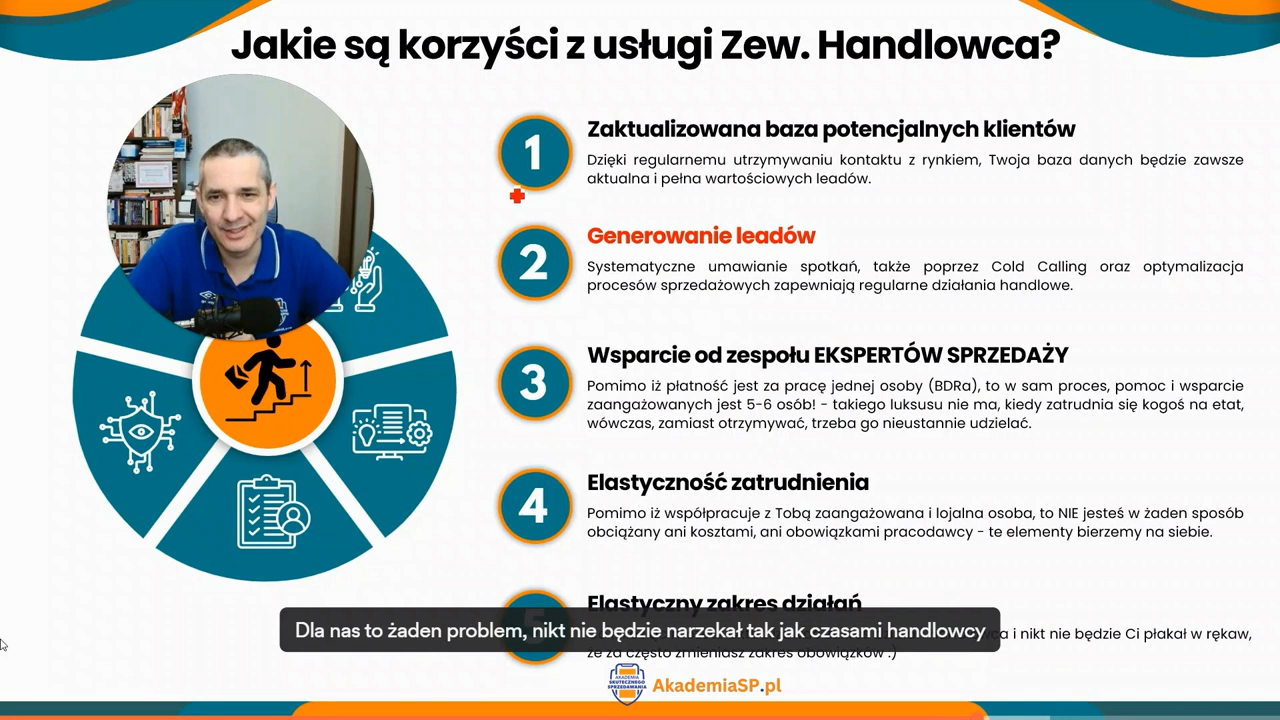 Jakie są korzyści z usługi Zew. Handlowca?
1
Zaktualizowana baza potencjalnych klientów
Dzięki regularnemu utrzymywaniu kontaktu z rynkiem, Twoja baza danych będzie zawsze
aktualna i pełna wartościowych leadów.
2
Generowanie leadów
Systematyczne umawianie spotkań, także poprzez Cold Calling oraz optymalizacja
procesów sprzedażowych zapewniają regularne działania handlowe.
3
Wsparcie od zespołu EKSPERTÓW SPRZEDAŻY
Pomimo iż płatność jest za pracę jednej osoby (BDRa), to w sam proces, pomoc i wsparcie
zaangażowanych jest 5-6 osób! - takiego luksusu nie ma, kiedy zatrudnia się kogoś na etat,
wówczas, zamiast otrzymywać, trzeba go nieustannie udzielać.
4
Elastyczność zatrudnienia
Pomimo iż współpracuje z Tobą zaangażowana i lojalna osoba, to NIE jesteś w żaden sposób
obciążany ani kosztami, ani obowiązkami pracodawcy - te elementy bierzemy na siebie.
Elastyczny zakres działań
Dla nas to żaden problem, nikt nie będzie narzekał tak jak czasami handlowcy
i nikt nie będzie Ci płakał w rękaw,
że za często zmieniasz zakres obowiązków :)
AKADEMIA
SKUTECZNEGO
SPRZEDAWANIA
AkademiaSP.pl